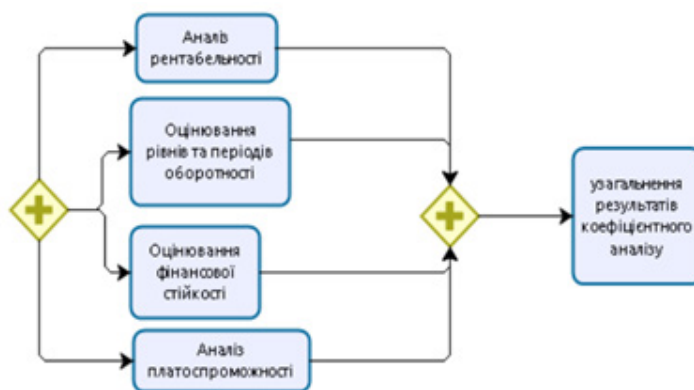 Аналіз
рентабельності
Оцінювання
рівнів та періодів
оборотності
Оцінювання
фінансової
стійкості
Аналіз
платоспроможності
узагальнення
результатів
коефіцієнтного
аналізу